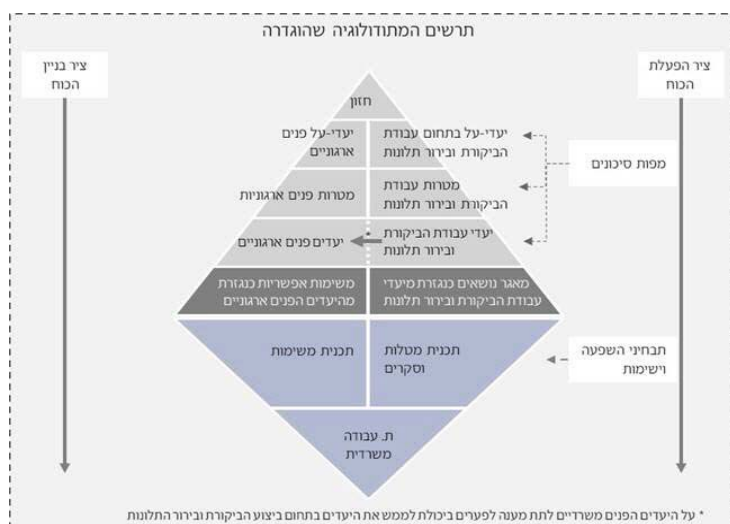 תרשים המתודולוגיה שהוגדרה
ציר הפעלת
הכוח
ציר בניין
הכוח
חזון
יעדי-על בתחום עבודת
הביקורת ובירור תלונות
יעדי-על פנים
ארגוניים
מפות סיכונים
מטרות עבודת
הביקורת ובירור תלונות
מטרות פנים ארגוניות
יעדי עבודת הביקורת
ובירור תלונות
*
יעדים פנים ארגוניים
מאגר נושאים כנגזרת מיעדי
עבודת הביקורת ובירור תלונות
משימות אפשריות כנגזרת
מהיעדים הפנים ארגוניים
תבחיני השפעה
וישימות
תכנית מטלות
וסקרים
תכנית משימות
ת. עבודה
משרדית
* על היעדים הפנים משרדיים לתת מענה לפערים ביכולת לממש את היעדים בתחום ביצוע הביקורת ובירור התלונות